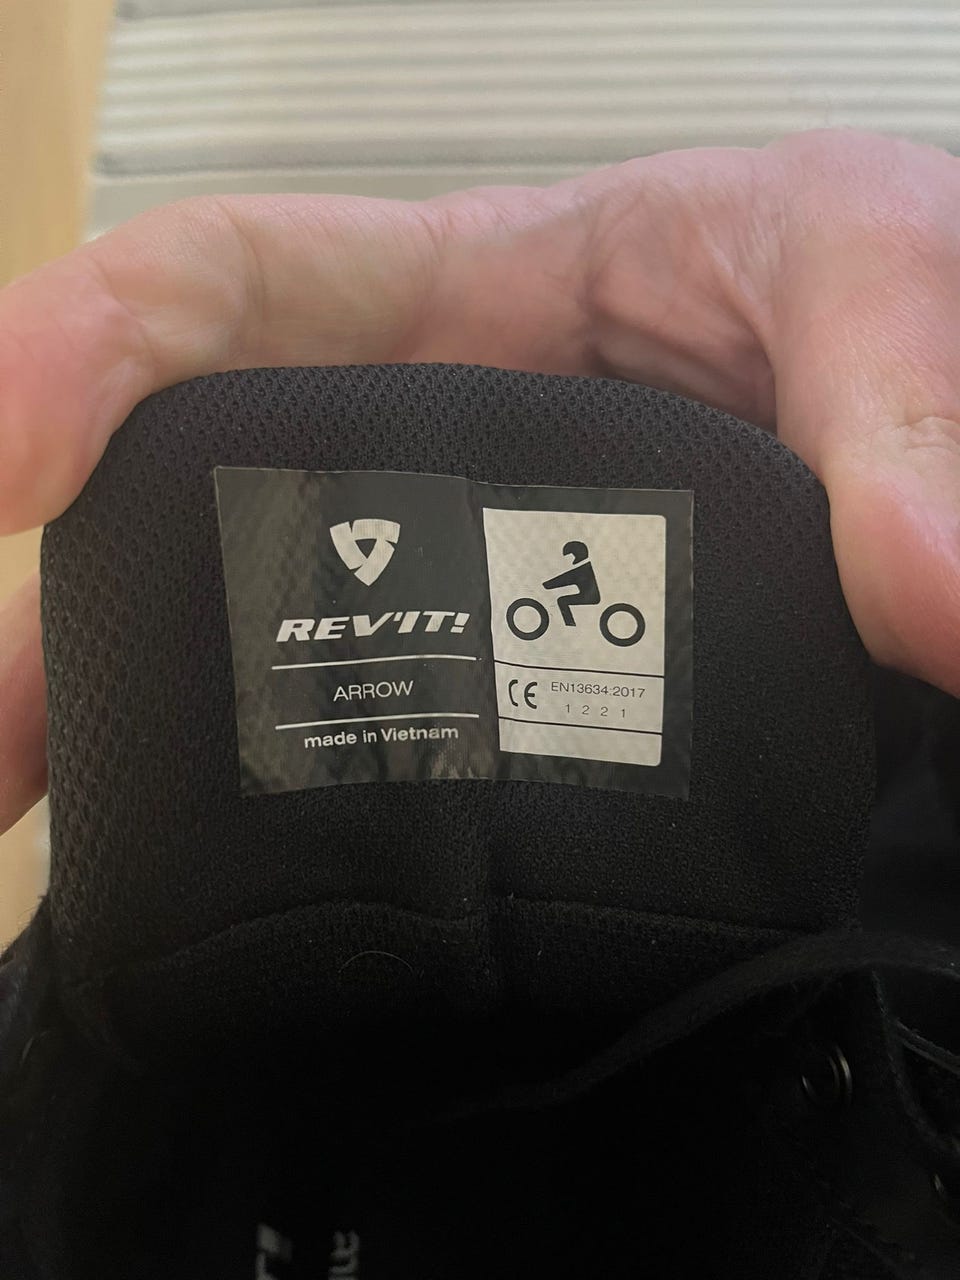 REV'IT!
ARROW
made in Vietnam
CE EN13634:2017
1 2 2 1